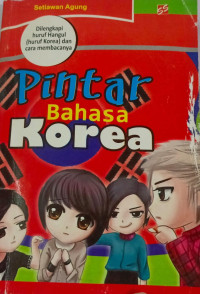 Setiawan Agung
Dilengkapi
huruf Hangul
(huruf Korea) dan
cara membacanya
Pintar
Bahasa
Korea